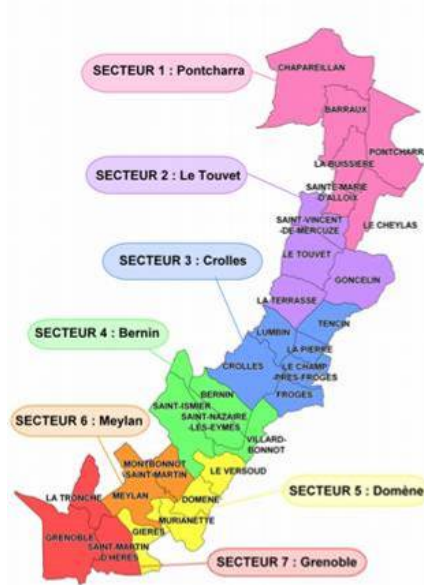 SECTEUR 1 : Pontcharra
CHAPAREILLAN
BARRAUX
PONTCHARRA
LA BUISSIERE
SECTEUR 2 : Le Touvet
SAINTE-MARIE
D'ALLOIX
SAINT-VINCENT
-DE-MERCUZE
LE CHEYLAS
LE TOUVET
SECTEUR 3 : Crolles
GONCELIN
LA TERRASSE
TENCIN
LUMBIN
SECTEUR 4 : Bernin
LA PIERRE
CROLLES
LE CHAMP
-PRES-FROGES
BERNIN
FROGES
SAINT-ISMIER
SAINT-NAZAIRE
-LES-EYMES
SECTEUR 6 : Meylan
VILLARD-
BONNOT
MONTBONNOT
-SAINT-MARTIN
LE VERSOUD
LA TRONCHE
MEYLAN
DOMENE
SECTEUR 5 : Domène
MURIANETTE
GIERES
GRENOBLE
SAINT-MARTIN
-D'HERES
SECTEUR 7 : Grenoble